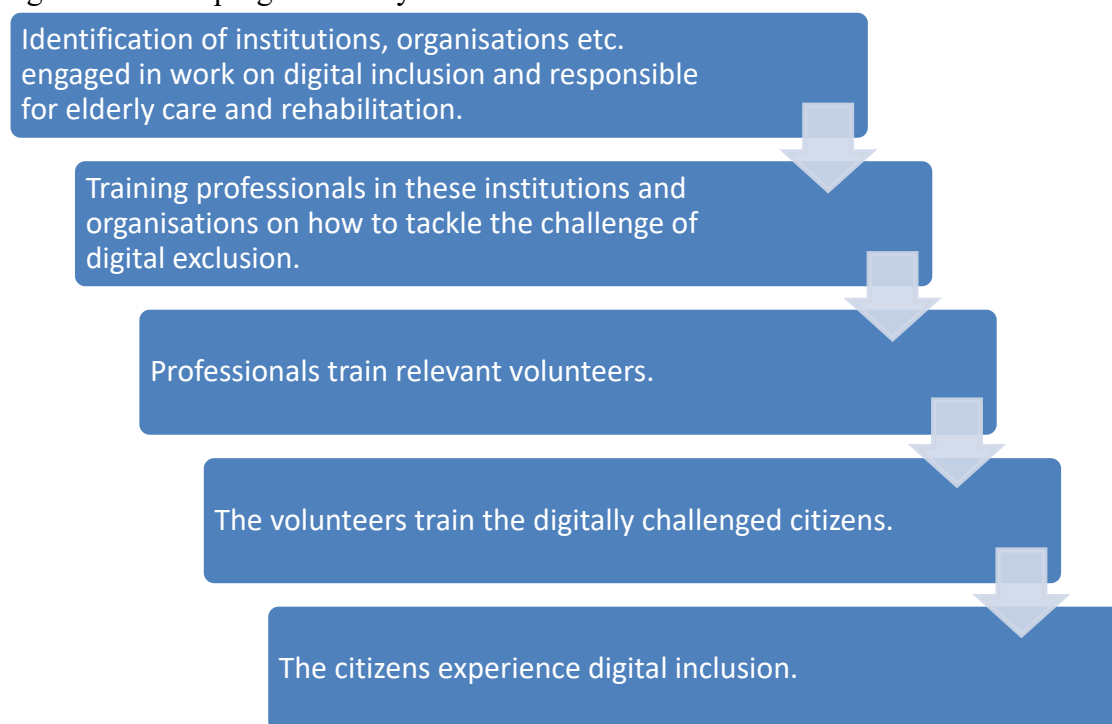 Identification of institutions, organisations etc.
engaged in work on digital inclusion and responsible
for elderly care and rehabilitation.
Training professionals in these institutions and
organisations on how to tackle the challenge of
digital exclusion.
Professionals train relevant volunteers.
The volunteers train the digitally challenged citizens.
The citizens experience digital inclusion.